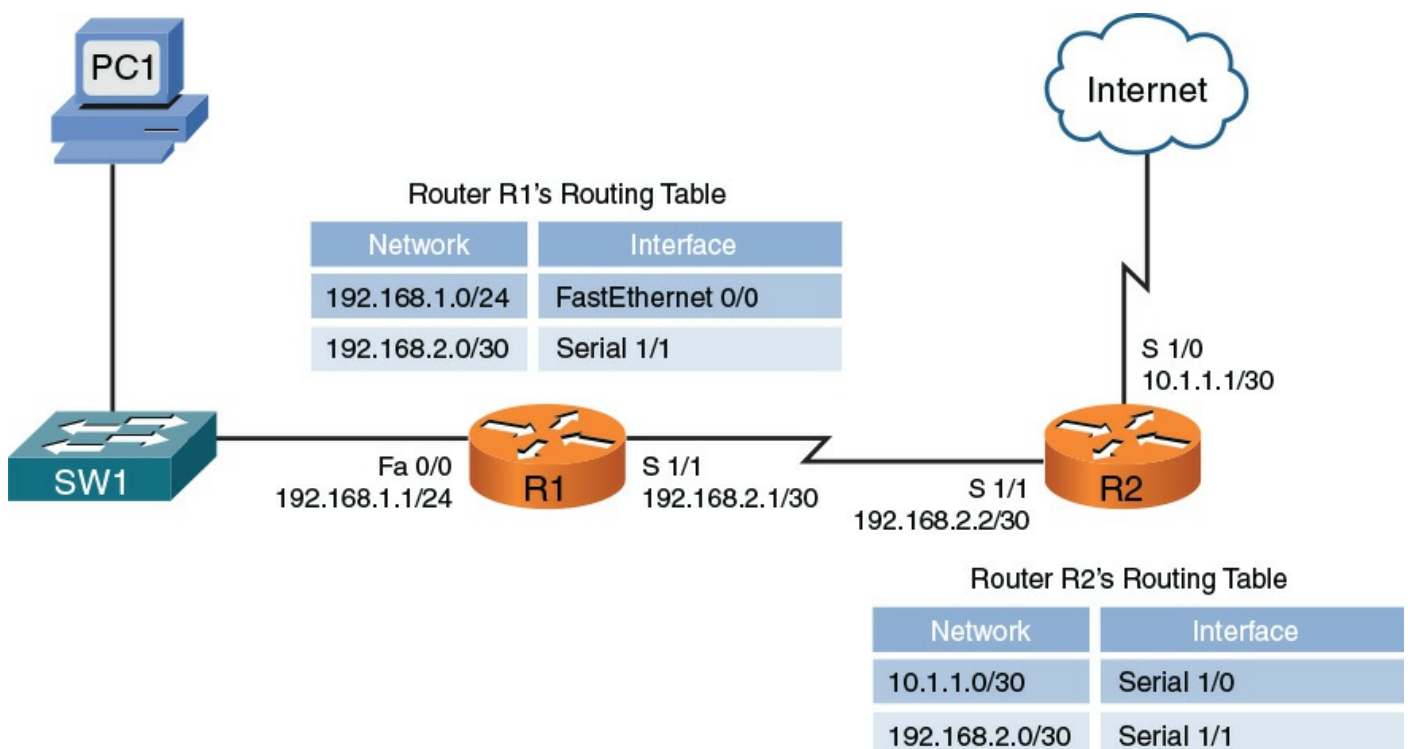 PC1
Internet
Router R1's Routing Table
Network Interface
192.168.1.0/24 FastEthernet 0/0
192.168.2.0/30 Serial 1/1
S 1/0
10.1.1.1/30
SW1
Fa 0/0
192.168.1.1/24
R1
S 1/1
192.168.2.1/30
S 1/1
192.168.2.2/30
R2
Router R2's Routing Table
Network Interface
10.1.1.0/30 Serial 1/0
192.168.2.0/30 Serial 1/1